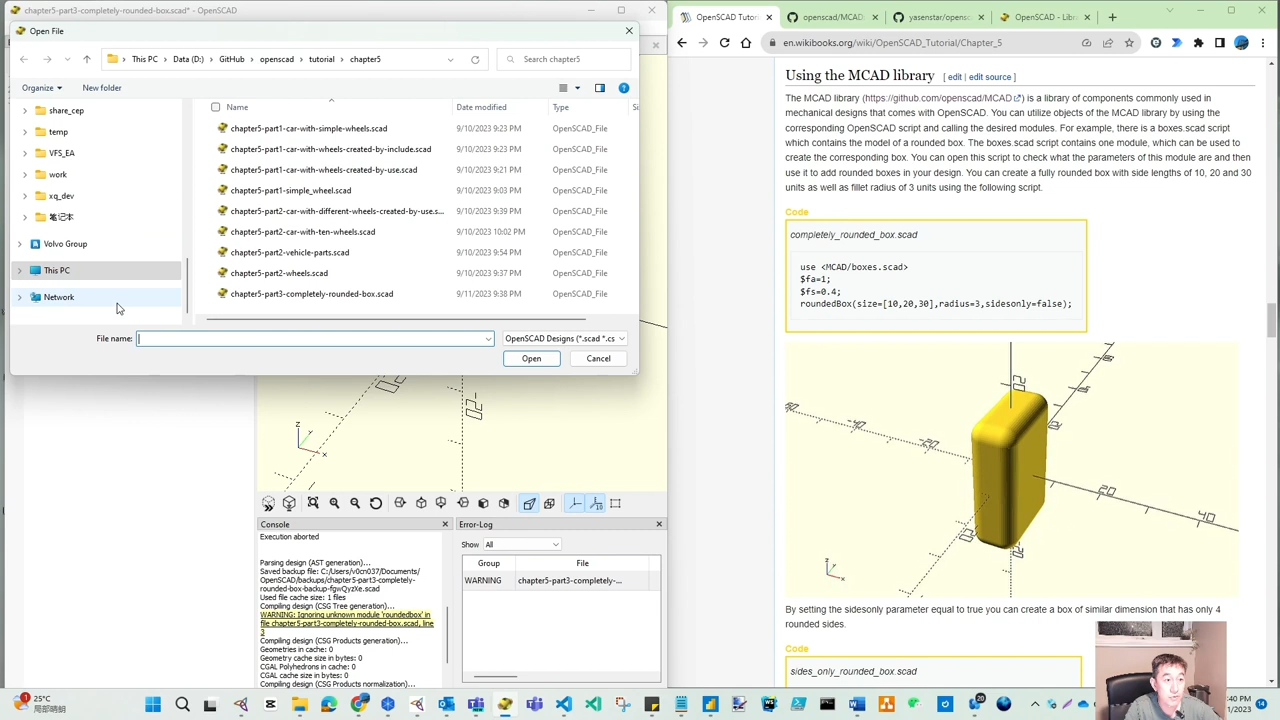 chapter5-part3-completely-rounded-box.scad* - OpenSCAD
Open File
This PC > Data (D:) > GitHub > openscad > tutorial > chapter5
Search chapter5
Organize
New folder
share_cep
temp
VFS_EA
work
xq_dev
笔记本
Volvo Group
This PC
Network
Name
Date modified
Type
chapter5-part1-car-with-simple-wheels.scad 9/10/2023 9:23 PM OpenSCAD_File
chapter5-part1-car-with-wheels-created-by-include.scad 9/10/2023 9:23 PM OpenSCAD_File
chapter5-part1-car-with-wheels-created-by-use.scad 9/10/2023 9:21 PM OpenSCAD_File
chapter5-part1-simple_wheel.scad 9/10/2023 9:03 PM OpenSCAD_File
chapter5-part2-car-with-different-wheels-created-by-use.s... 9/10/2023 9:39 PM OpenSCAD_File
chapter5-part2-car-with-ten-wheels.scad 9/10/2023 10:02 PM OpenSCAD_File
chapter5-part2-vehicle-parts.scad 9/10/2023 9:54 PM OpenSCAD_File
chapter5-part2-wheels.scad 9/10/2023 9:37 PM OpenSCAD_File
chapter5-part3-completely-rounded-box.scad 9/11/2023 9:38 PM OpenSCAD_File
File name:
OpenSCAD Designs (*.scad *.cs
Open
Cancel
Console
Execution aborted
Parsing design (AST generation)...
Saved backup file: C:/Users/v0cn037/Documents/
OpenSCAD/backups/chapter5-part3-completely-
rounded-box-backup-fgwQyzXe.scad
Used file cache size: 1 files
Compiling design (CSG Tree generation)...
WARNING: Ignoring unknown module 'roundedbox' in
file chapter5-part3-completely-rounded-box.scad, line
3
Compiling design (CSG Products generation)...
Geometries in cache: 0
Geometry cache size in bytes: 0
CGAL Polyhedrons in cache: 0
CGAL cache size in bytes: 0
Compiling design (CSG Products normalization)...
Error-Log
Show
All
Group
File
WARNING
chapter5-part3-completely-...
OpenSCAD Tutor
openscad/MCAD
yasenstar/opensc
OpenSCAD - Libra
en.wikibooks.org/wiki/OpenSCAD_Tutorial/Chapter_5
Using the MCAD library [ edit | edit source ]
The MCAD library (https://github.com/openscad/MCAD) is a library of components commonly used in
mechanical designs that comes with OpenSCAD. You can utilize objects of the MCAD library by using the
corresponding OpenSCAD script and calling the desired modules. For example, there is a boxes.scad script
which contains the model of a rounded box. The boxes.scad script contains one module, which can be used to
create the corresponding box. You can open this script to check what the parameters of this module are and then
use it to add rounded boxes in your design. You can create a fully rounded box with side lengths of 10, 20 and 30
units as well as fillet radius of 3 units using the following script.
Code
completely_rounded_box.scad
use <MCAD/boxes.scad>
$fa=1;
$fs=0.4;
roundedBox(size=[10,20,30],radius=3,sidesonly=false);
By setting the sidesonly parameter equal to true you can create a box of similar dimension that has only 4
rounded sides.
Code
sides_only_rounded_box.scad
25°C